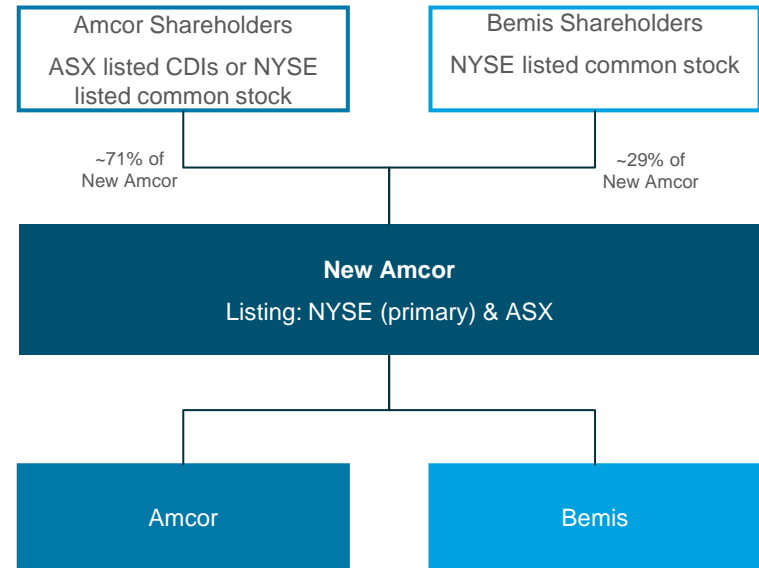 Amcor Shareholders
ASX listed CDIs or NYSE
listed common stock
Bemis Shareholders
NYSE listed common stock
~71% of
New Amcor
~29% of
New Amcor
New Amcor
Listing: NYSE (primary) & ASX
Amcor
Bemis